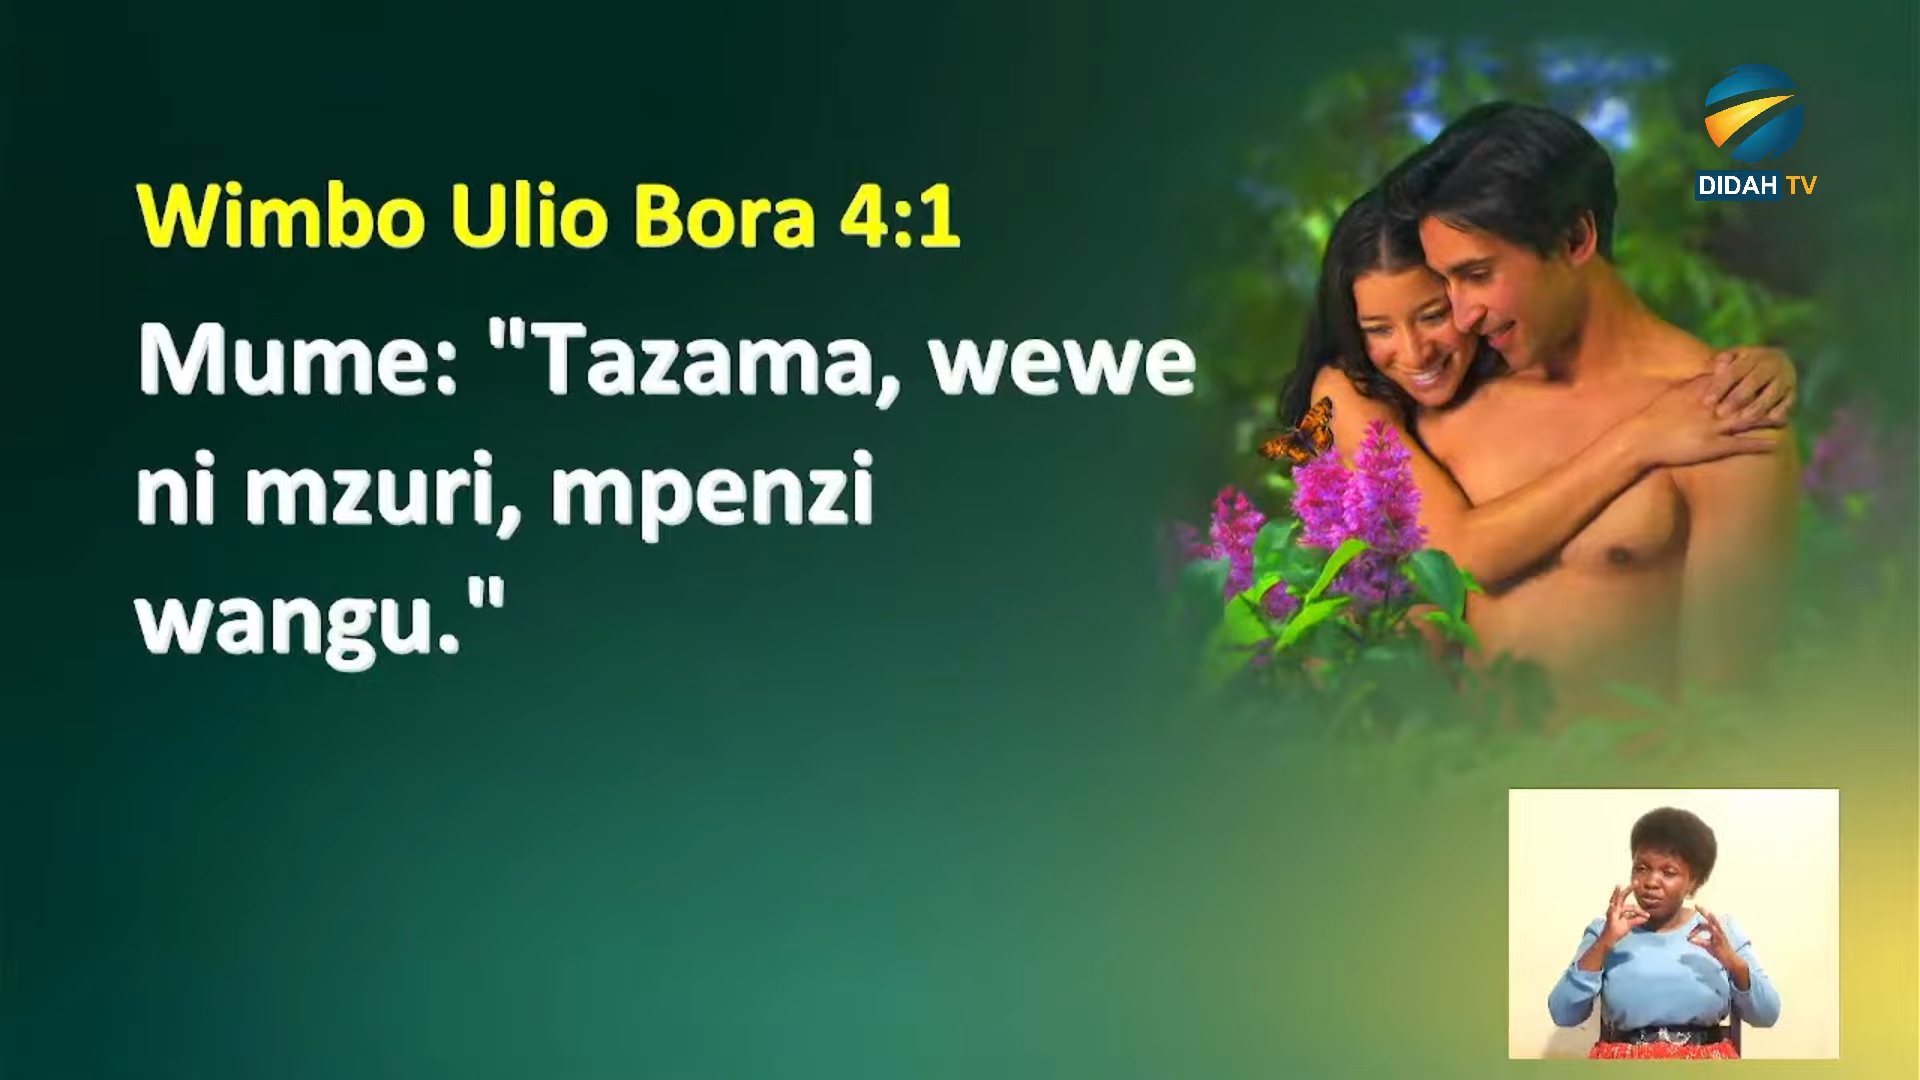 Wimbo Ulio Bora 4:1
Mume: "Tazama, wewe
ni mzuri, mpenzi
wangu."
DIDAH TV